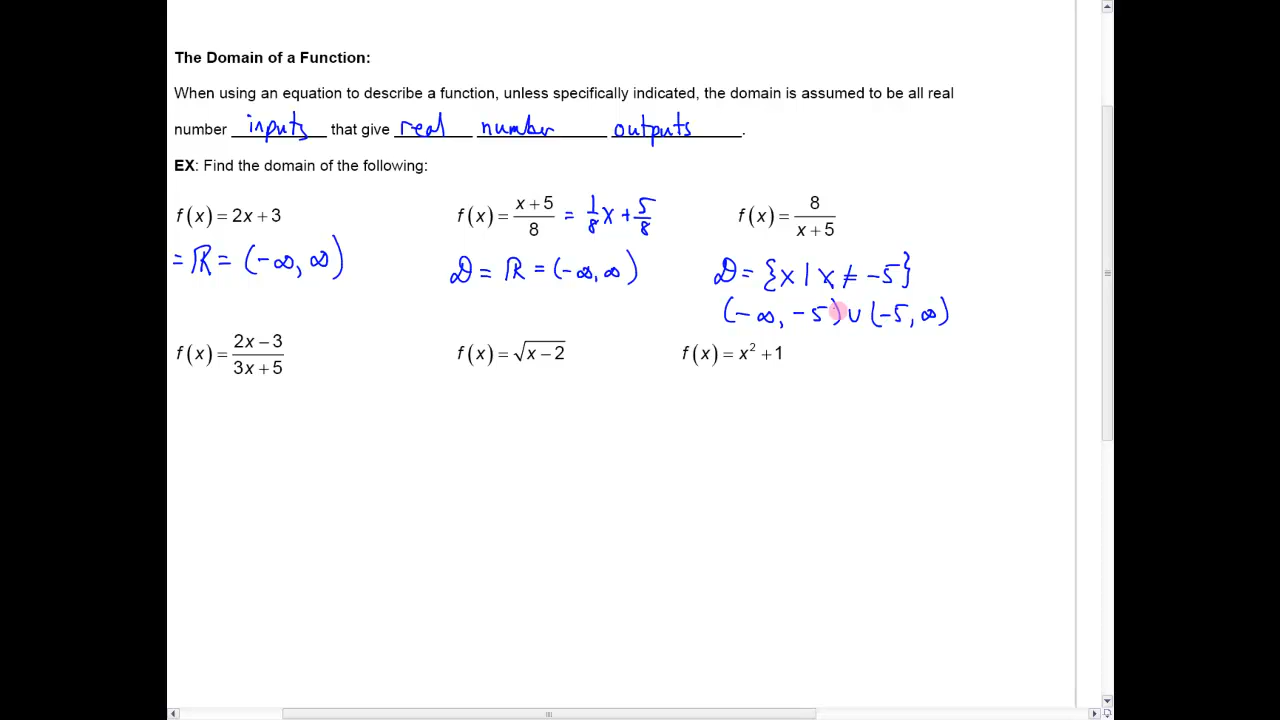 The Domain of a Function:
When using an equation to describe a function, unless specifically indicated, the domain is assumed to be all real
number inputs that give real number outputs.
EX: Find the domain of the following:
f(x) = 2x + 3
= ℝ = (-∞, ∞)
f(x) = (x + 5)/8 = 1/8 x + 5/8
D = ℝ = (-∞, ∞)
f(x) = 8/(x + 5)
D = {x | x ≠ -5}
(-∞, -5) ∪ (-5, ∞)
f(x) = (2x − 3)/(3x + 5)
f(x) = √(x − 2)
f(x) = x² + 1